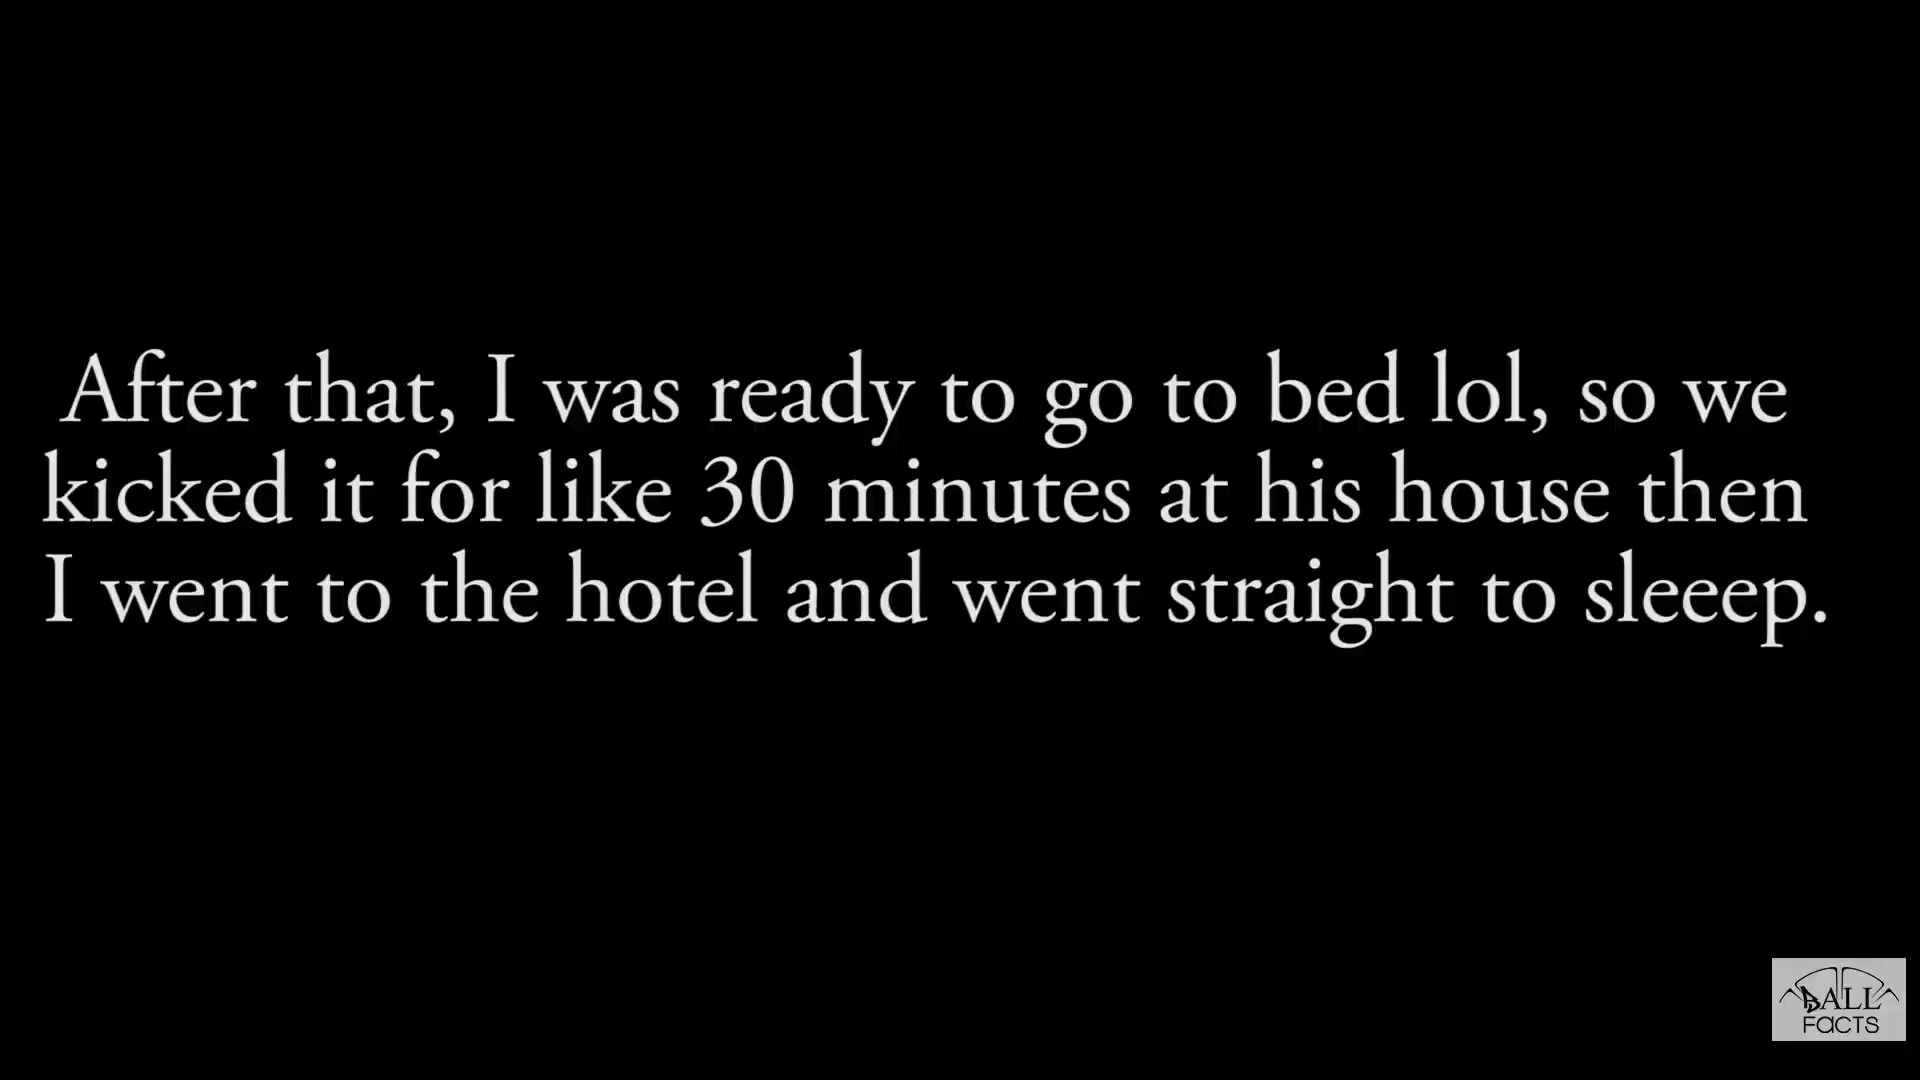 After that, I was ready to go to bed lol, so we
kicked it for like 30 minutes at his house then
I went to the hotel and went straight to sleeep.
BALL
FACTS